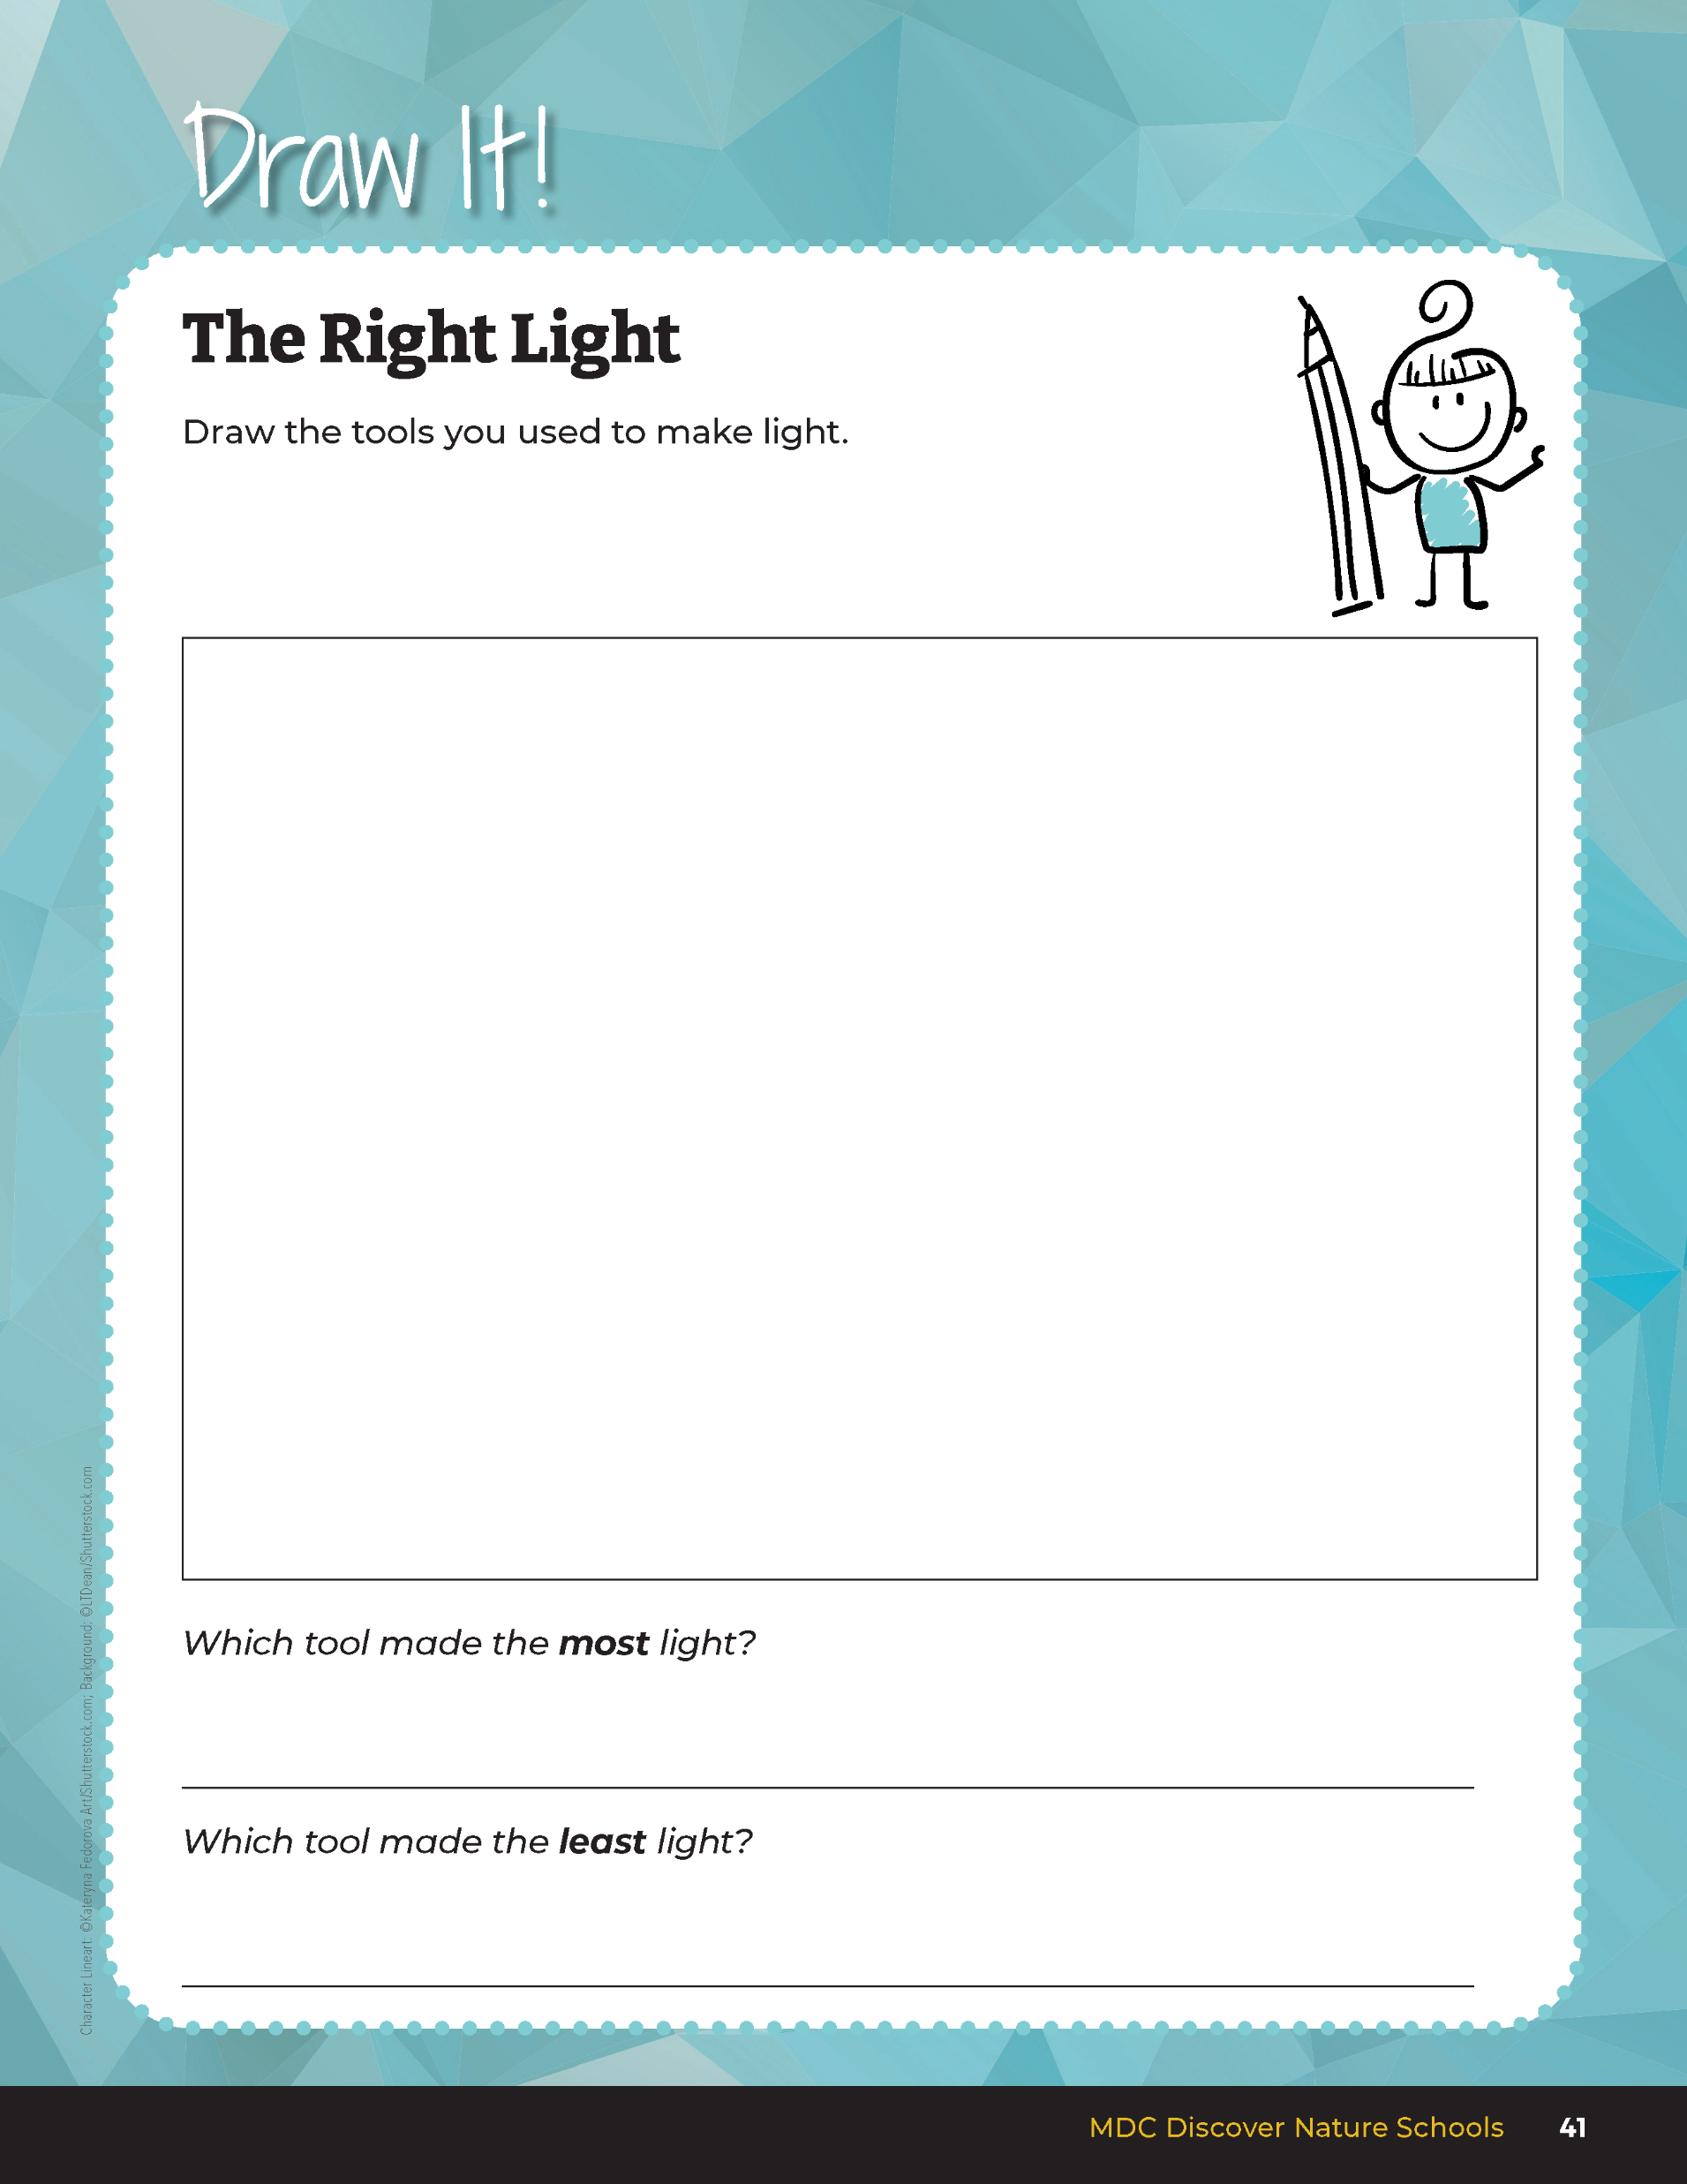 Draw It!
The Right Light
Draw the tools you used to make light.
Which tool made the most light?
Which tool made the least light?
Character Lineart: ©Kateryna Fedorova Art/Shutterstock.com; Background: ©LTDean/Shutterstock.com
MDC Discover Nature Schools 41